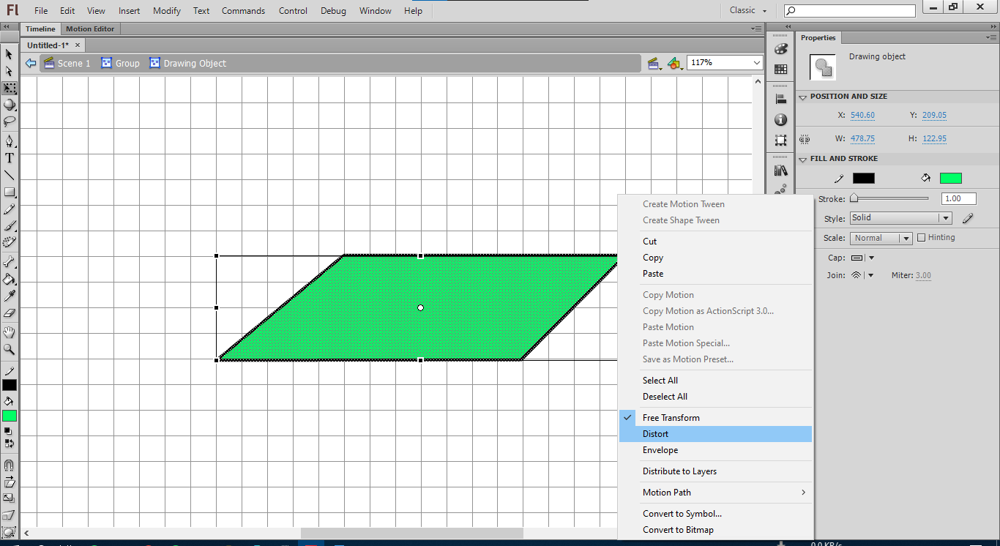 Fl File Edit View Insert Modify Text Commands Control Debug Window Help Classic
Timeline Motion Editor
Untitled-1* ×
Scene 1 Group Drawing Object 117%
Properties
Drawing object
POSITION AND SIZE
X: 540.60 Y: 209.05
W: 478.75 H: 122.95
FILL AND STROKE
Stroke: 1.00
Style: Solid
Scale: Normal Hinting
Cap:
Join: Miter: 3.00
T
Create Motion Tween
Create Shape Tween
Cut
Copy
Paste
Copy Motion
Copy Motion as ActionScript 3.0...
Paste Motion
Paste Motion Special...
Save as Motion Preset...
Select All
Deselect All
Free Transform
Distort
Envelope
Distribute to Layers
Motion Path
Convert to Symbol...
Convert to Bitmap